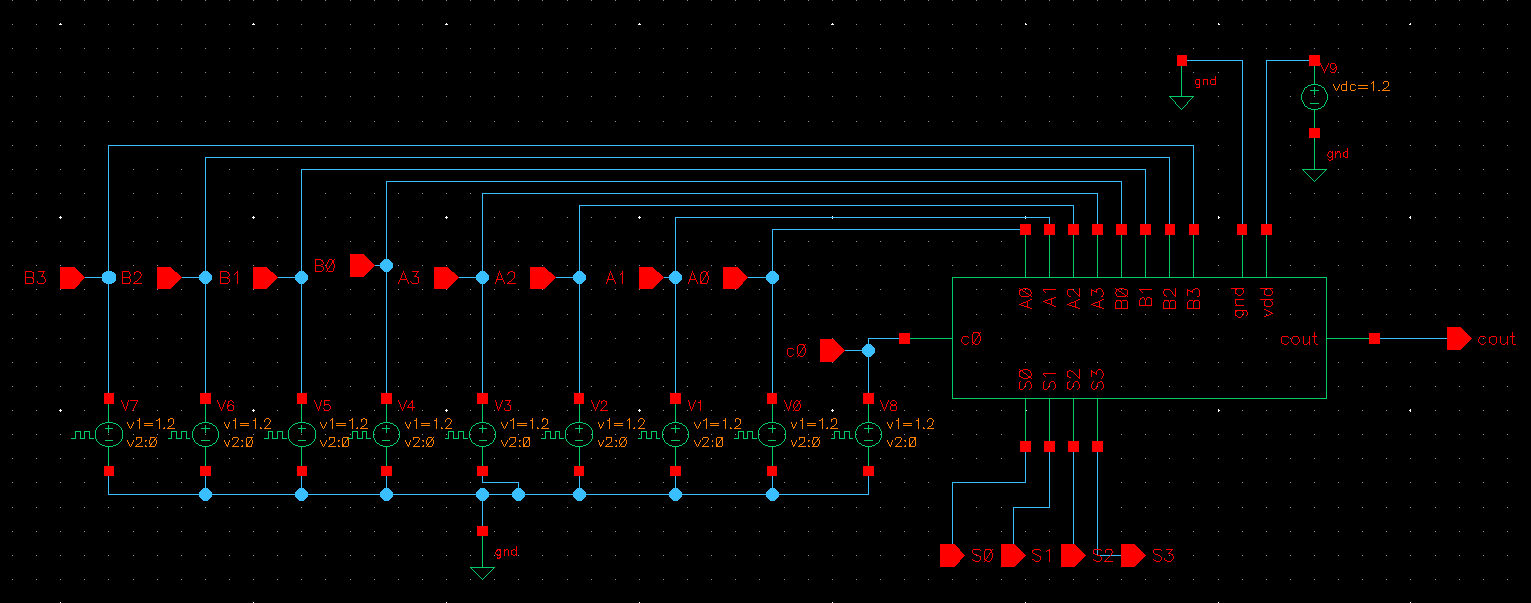 V9
gnd
vdc=1.2
gnd
B3
B2
B1
B0
A3
A2
A1
A0
A0
A1
A2
A3
B0
B1
B2
B3
gnd
vdd
c0
c0
cout
cout
S0
S1
S2
S3
V7
v1=1.2
v2:0
V6
v1=1.2
v2:0
V5
v1=1.2
v2:0
V4
v1=1.2
v2:0
V3
v1=1.2
v2:0
V2
v1=1.2
v2:0
V1
v1=1.2
v2:0
V0
v1=1.2
v2:0
V8
v1=1.2
v2:0
gnd
S0
S1
S2
S3